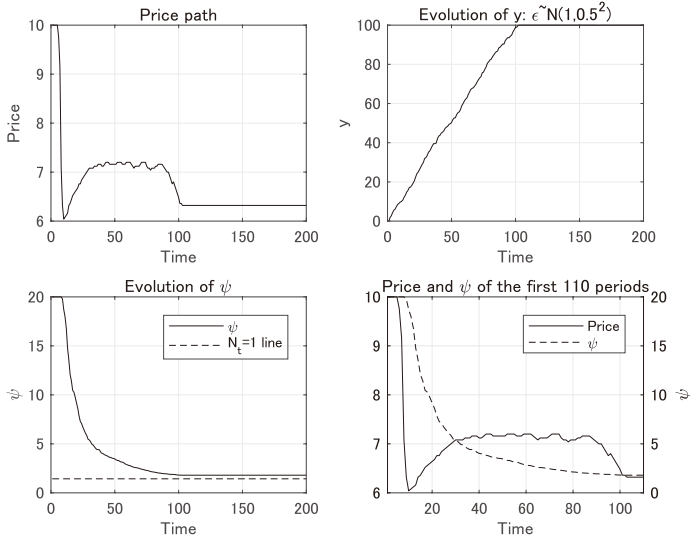 Price path
10
9
8
7
6
Price
0 50 100 150 200
Time
Evolution of y: ϵ~N(1,0.5²)
100
80
60
40
20
0
y
0 50 100 150 200
Time
Evolution of ψ
20
15
10
5
0
ψ
ψ
N_t=1 line
0 50 100 150 200
Time
Price and ψ of the first 110 periods
10
9
8
7
6
Price
ψ
20
15
10
5
0
ψ
20 40 60 80 100
Time